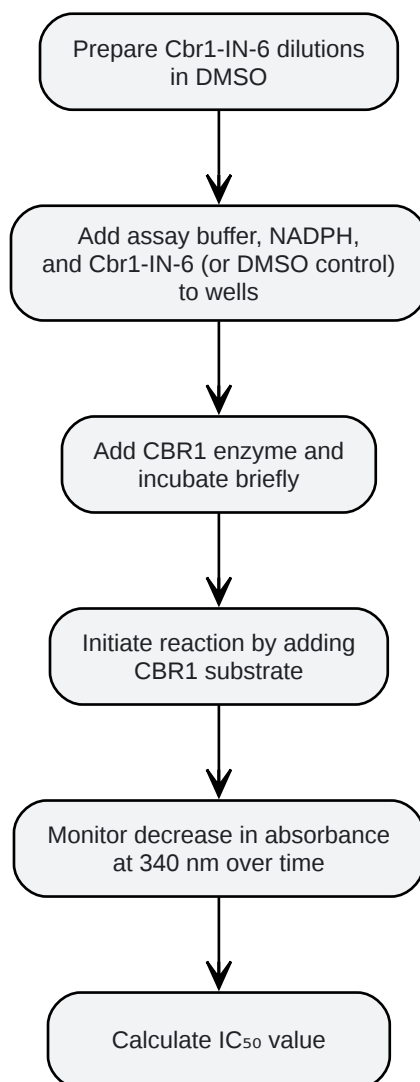 Prepare Cbr1-IN-6 dilutions
in DMSO
Add assay buffer, NADPH,
and Cbr1-IN-6 (or DMSO control)
to wells
Add CBR1 enzyme and
incubate briefly
Initiate reaction by adding
CBR1 substrate
Monitor decrease in absorbance
at 340 nm over time
Calculate IC₅₀ value